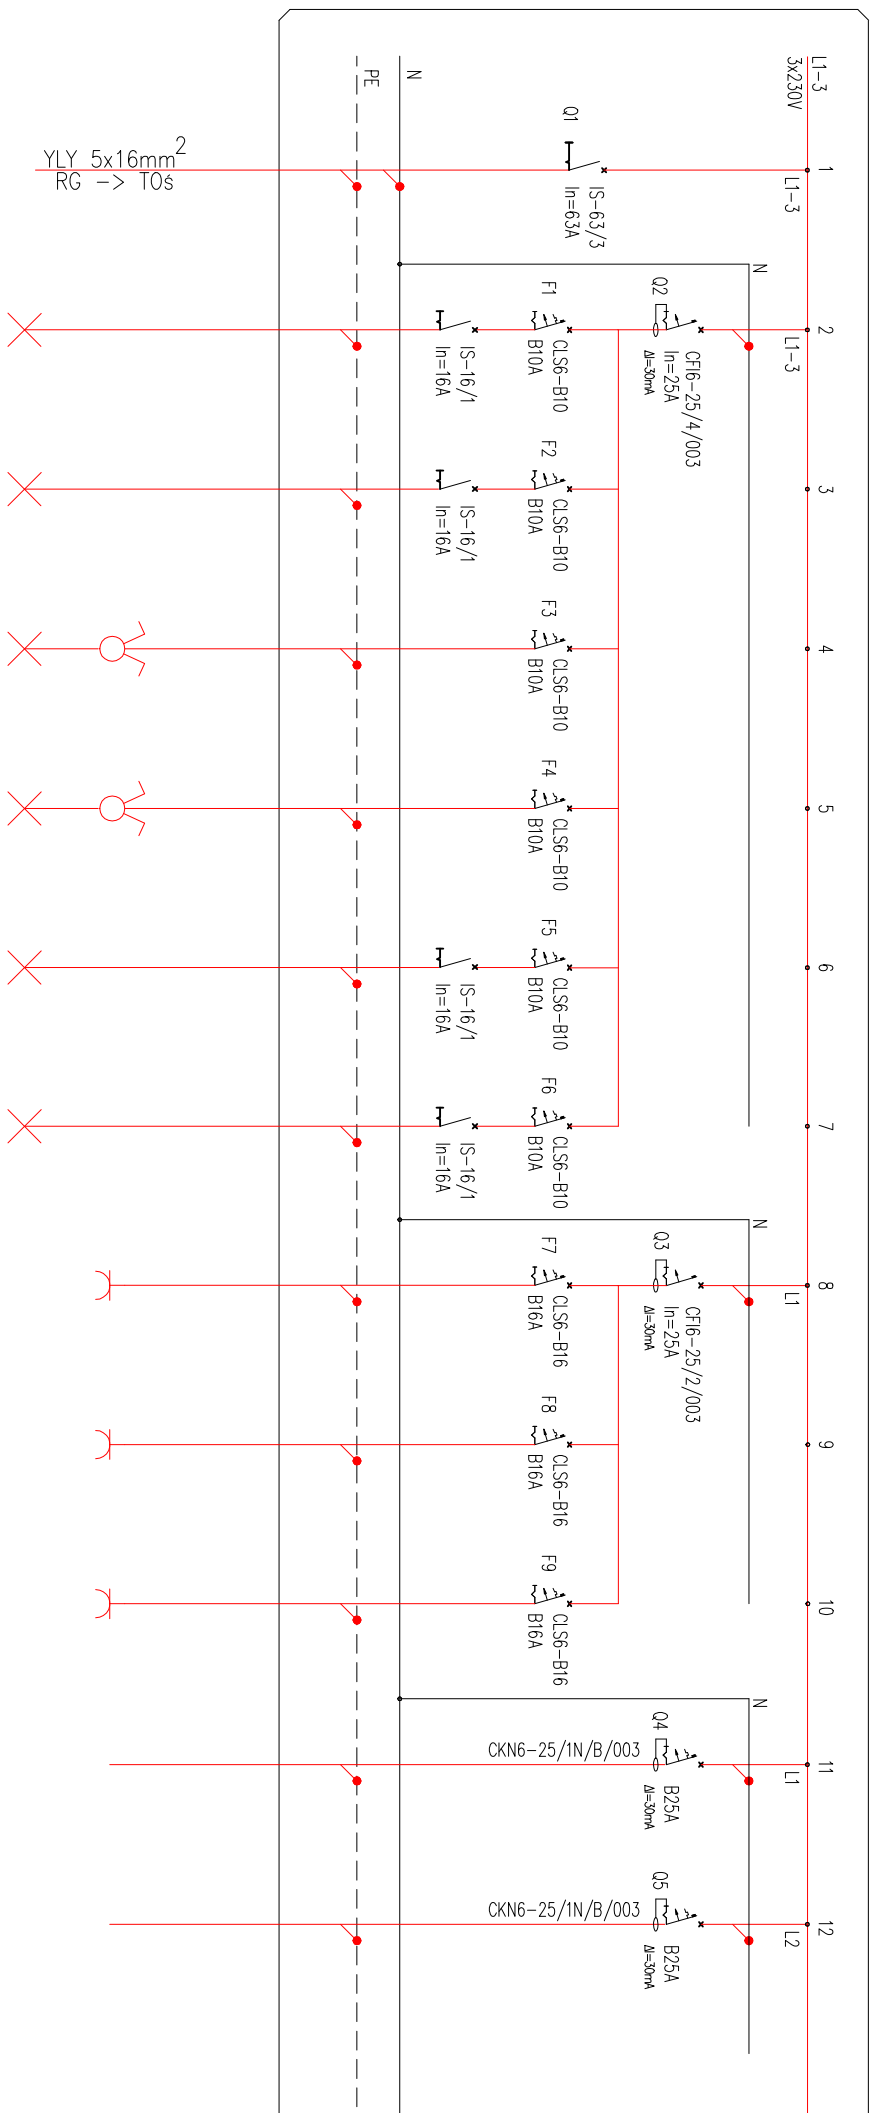 L1-3
3x230V
N
PE
YLY 5x16mm2
RG -> TOś
1
L1-3
Q1
IS-63/3
In=63A
N
2
L1-3
Q2
CFI6-25/4/003
In=25A
ΔI=30mA
F1
CLS6-B10
B10A
IS-16/1
In=16A
3
F2
CLS6-B10
B10A
IS-16/1
In=16A
4
F3
CLS6-B10
B10A
5
F4
CLS6-B10
B10A
6
F5
CLS6-B10
B10A
IS-16/1
In=16A
7
F6
CLS6-B10
B10A
IS-16/1
In=16A
N
8
L1
Q3
CFI6-25/2/003
In=25A
ΔI=30mA
F7
CLS6-B16
B16A
9
F8
CLS6-B16
B16A
10
F9
CLS6-B16
B16A
N
11
L1
Q4
B25A
ΔI=30mA
CKN6-25/1N/B/003
12
L2
Q5
B25A
ΔI=30mA
CKN6-25/1N/B/003